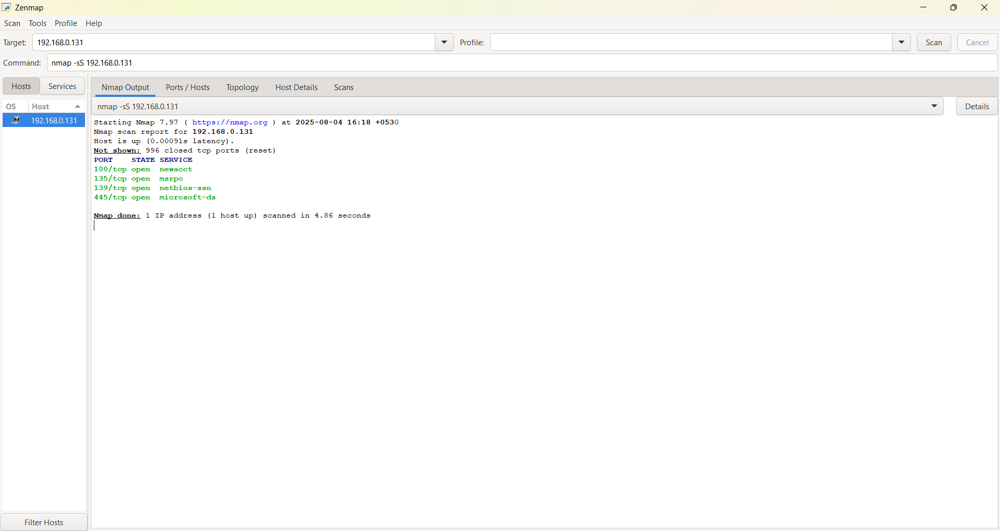 Zenmap
Scan Tools Profile Help
Target: 192.168.0.131 Profile: Scan Cancel
Command: nmap -sS 192.168.0.131
Hosts Services
Nmap Output Ports / Hosts Topology Host Details Scans
OS Host
192.168.0.131
nmap -sS 192.168.0.131 Details
Starting Nmap 7.97 ( https://nmap.org ) at 2025-08-04 16:18 +0530
Nmap scan report for 192.168.0.131
Host is up (0.00091s latency).
Not shown: 996 closed tcp ports (reset)
PORT STATE SERVICE
100/tcp open newacct
135/tcp open msrpc
139/tcp open netbios-ssn
445/tcp open microsoft-ds
Nmap done: 1 IP address (1 host up) scanned in 4.86 seconds
Filter Hosts